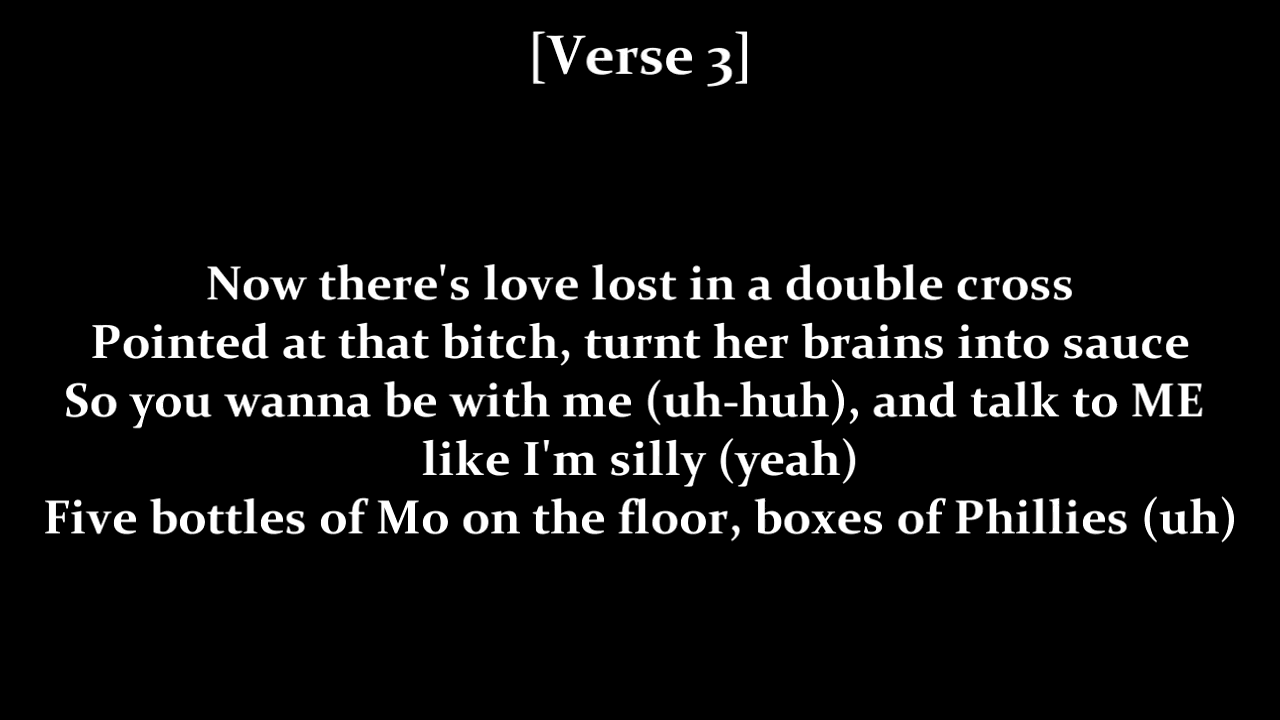 [Verse 3]
Now there's love lost in a double cross
Pointed at that bitch, turnt her brains into sauce
So you wanna be with me (uh-huh), and talk to ME
like I'm silly (yeah)
Five bottles of Mo on the floor, boxes of Phillies (uh)